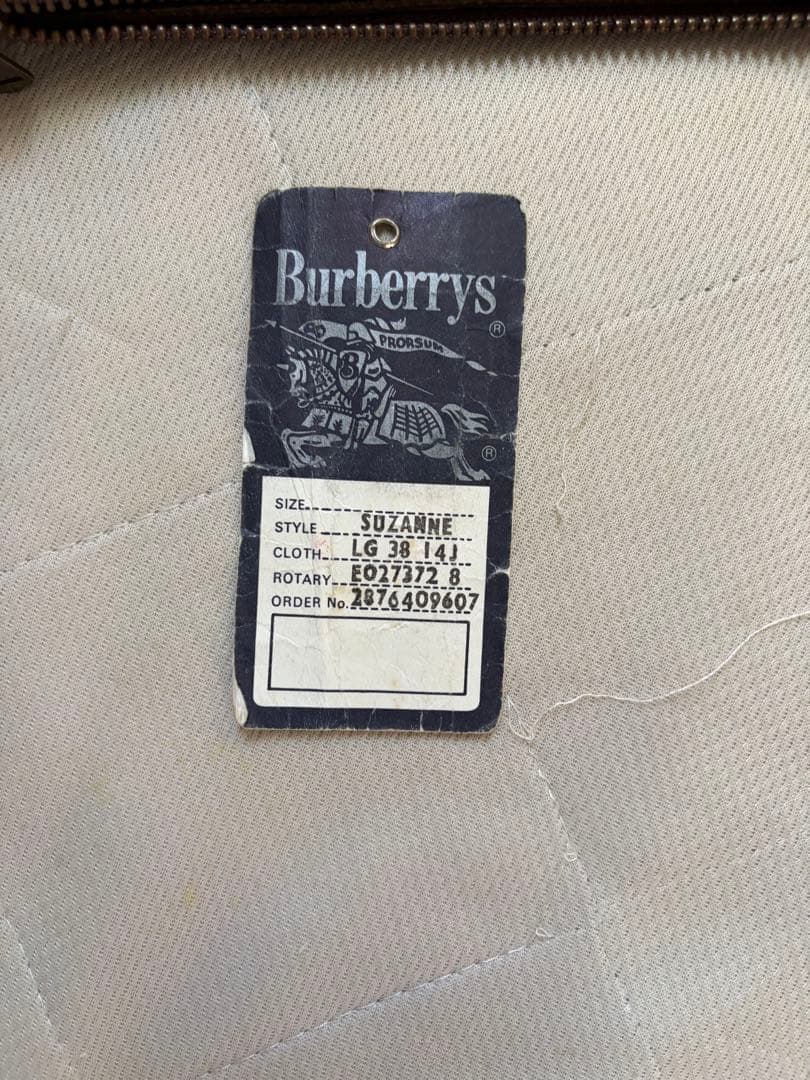 Burberrys
®
PRORSUM
B
®
SIZE
STYLE SUZANNE
CLOTH LG 38 14J
ROTARY E027372 8
ORDER No. 2876409607